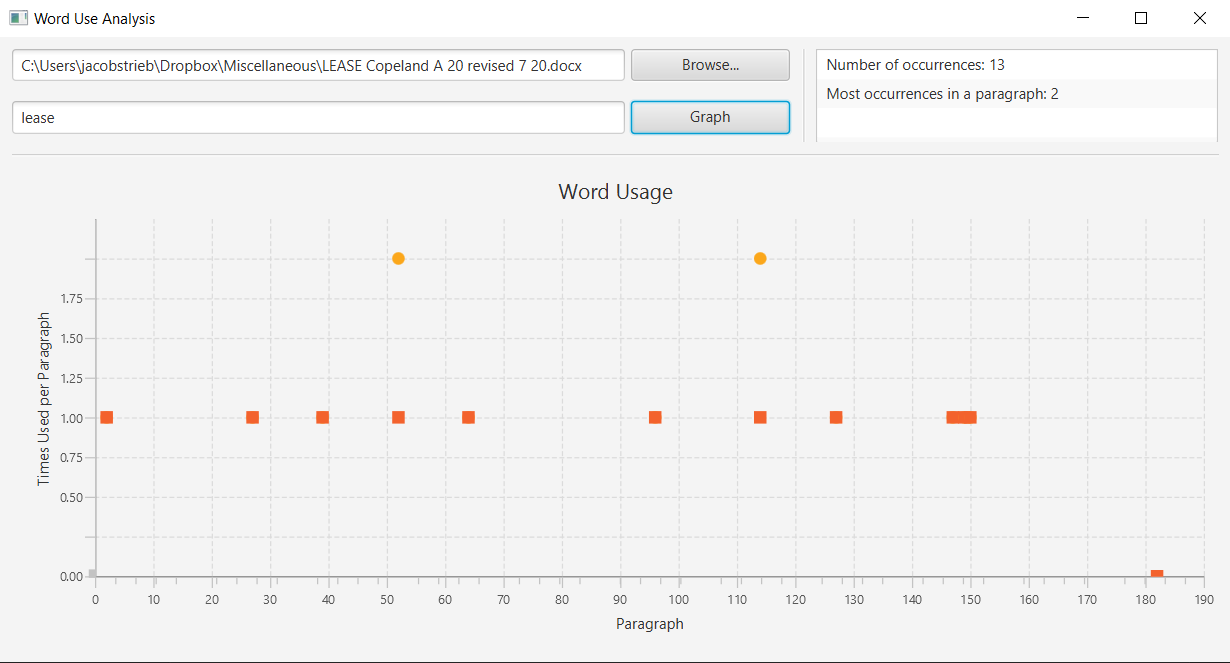 Word Use Analysis
C:\Users\jacobstrieb\Dropbox\Miscellaneous\LEASE Copeland A 20 revised 7 20.docx
Browse...
Number of occurrences: 13
Most occurrences in a paragraph: 2
lease
Graph
Word Usage
Times Used per Paragraph
1.75
1.50
1.25
1.00
0.75
0.50
0.00
0 10 20 30 40 50 60 70 80 90 100 110 120 130 140 150 160 170 180 190
Paragraph